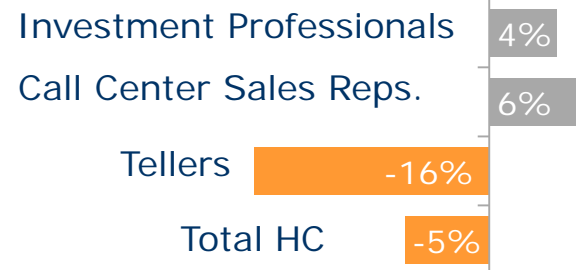 Investment Professionals 4%
Call Center Sales Reps. 6%
Tellers -16%
Total HC -5%